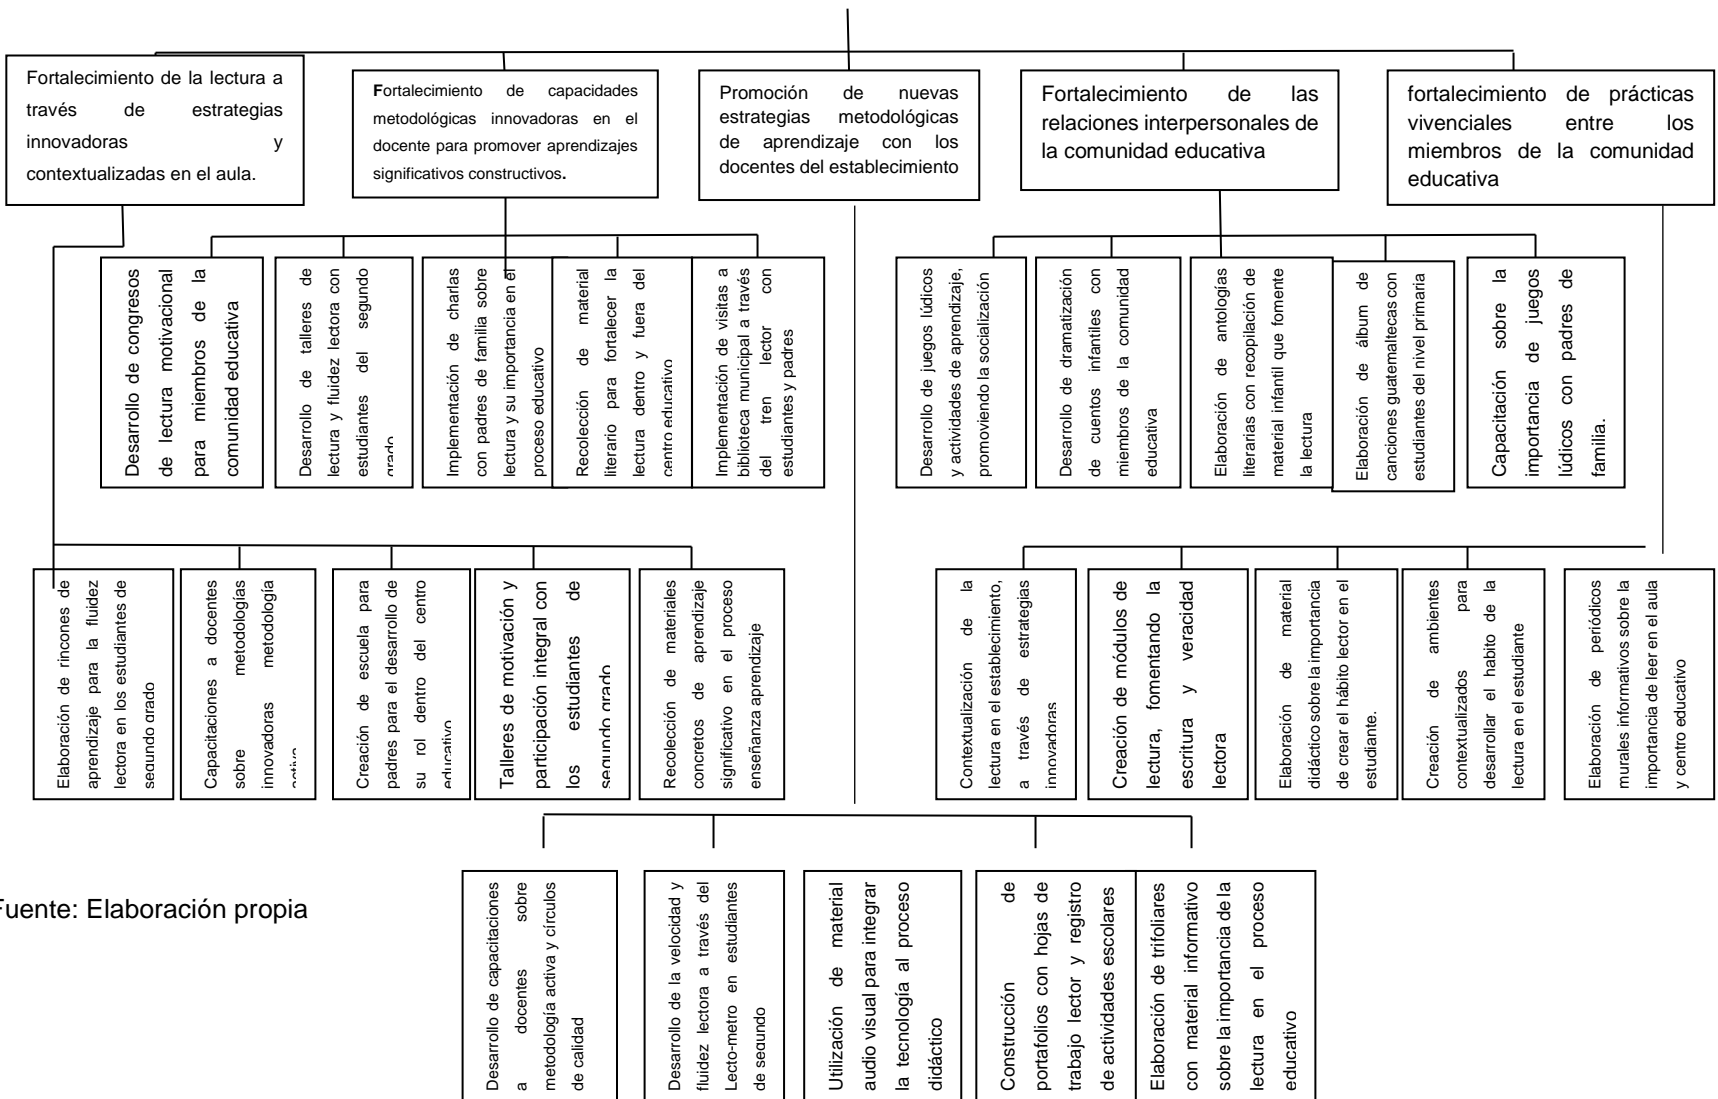 Fortalecimiento de la lectura a
través de estrategias
innovadoras y
contextualizadas en el aula.
Fortalecimiento de capacidades
metodológicas innovadoras en el
docente para promover aprendizajes
significativos constructivos.
Promoción de nuevas
estrategias metodológicas
de aprendizaje con los
docentes del establecimiento
Fortalecimiento de las
relaciones interpersonales de
la comunidad educativa
fortalecimiento de prácticas
vivenciales entre los
miembros de la comunidad
educativa
Desarrollo de congresos
de lectura motivacional
para miembros de la
comunidad educativa
Desarrollo de talleres de
lectura y fluidez lectora con
estudiantes del segundo
grado
Implementación de charlas
con padres de familia sobre
lectura y su importancia en el
proceso educativo
Recolección de material
literario para fortalecer la
lectura dentro y fuera del
centro educativo
Implementación de visitas a
biblioteca municipal a través
del tren lector con
estudiantes y padres
Desarrollo de juegos lúdicos
y actividades de aprendizaje,
promoviendo la socialización
Desarrollo de dramatización
de cuentos infantiles con
miembros de la comunidad
educativa
Elaboración de antologías
literarias con recopilación de
material infantil que fomente
la lectura
Elaboración de álbum de
canciones guatemaltecas con
estudiantes del nivel primaria
Capacitación sobre la
importancia de juegos
lúdicos con padres de
familia.
Elaboración de rincones de
aprendizaje para la fluidez
lectora en los estudiantes de
segundo grado
Capacitaciones a docentes
sobre metodologías
innovadoras metodología
activa
Creación de escuela para
padres para el desarrollo de
su rol dentro del centro
educativo
Talleres de motivación y
participación integral con
los estudiantes de
segundo grado
Recolección de materiales
concretos de aprendizaje
significativo en el proceso
enseñanza aprendizaje
Contextualización de la
lectura en el establecimiento,
a través de estrategias
innovadoras
Creación de módulos de
lectura, fomentando la
escritura y veracidad
lectora
Elaboración de material
didáctico sobre la importancia
de crear el hábito lector en el
estudiante.
Creación de ambientes
contextualizados para
desarrollar el habito de la
lectura en el estudiante
Elaboración de periódicos
murales informativos sobre la
importancia de leer en el aula
y centro educativo
Desarrollo de capacitaciones
a docentes sobre
metodología activa y círculos
de calidad
Desarrollo de la velocidad y
fluidez lectora a través del
Lecto-metro en estudiantes
de segundo
Utilización de material
audio visual para integrar
la tecnología al proceso
didáctico
Construcción de
portafolios con hojas de
trabajo lector y registro
de actividades escolares
Elaboración de trifoliares
con material informativo
sobre la importancia de la
lectura en el proceso
educativo
Fuente: Elaboración propia